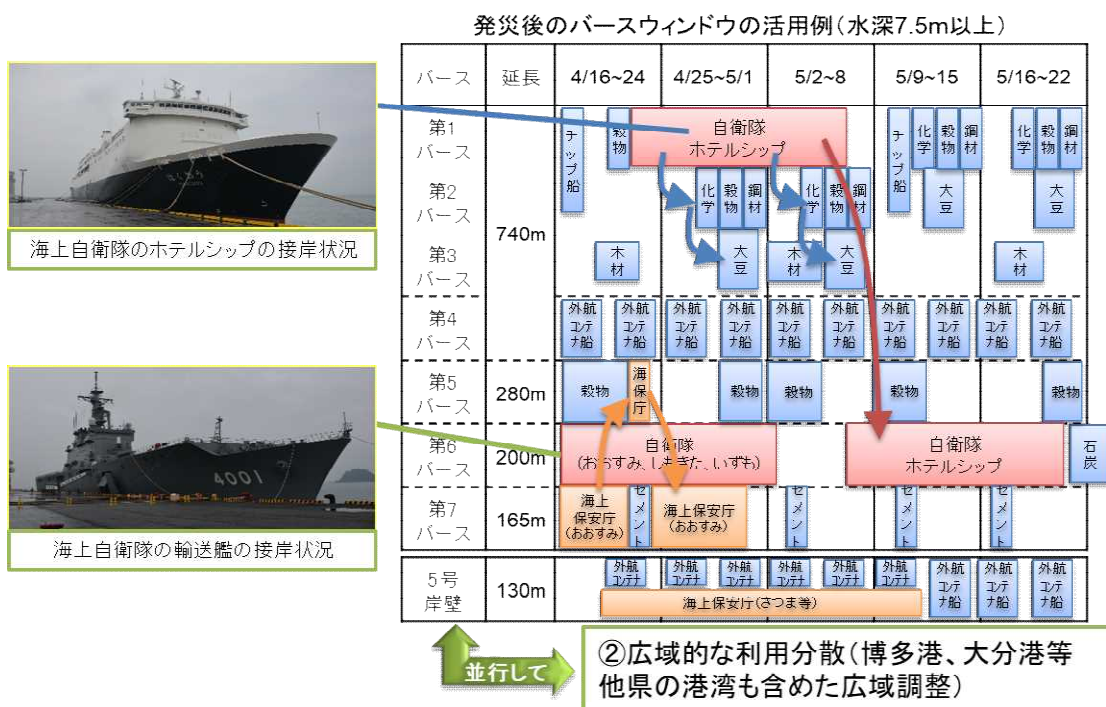 発災後のバースウィンドウの活用例(水深7.5m以上)
バース
延長
4/16~24
4/25~5/1
5/2~8
5/9~15
5/16~22
第1
バース
チップ船
穀物
自衛隊
ホテルシップ
チップ船
化学
穀物
鋼材
化学
穀物
鋼材
第2
バース
化学
穀物
鋼材
化学
穀物
鋼材
大豆
大豆
740m
第3
バース
木材
大豆
木材
大豆
木材
第4
バース
外航
コンテ
ナ船
外航
コンテ
ナ船
外航
コンテ
ナ船
外航
コンテ
ナ船
外航
コンテ
ナ船
外航
コンテ
ナ船
外航
コンテ
ナ船
外航
コンテ
ナ船
外航
コンテ
ナ船
外航
コンテ
ナ船
第5
バース
280m
穀物
海保庁
穀物
穀物
穀物
穀物
第6
バース
200m
自衛隊
(おおすみ、しもきた、いずも)
自衛隊
ホテルシップ
石炭
第7
バース
165m
海上
保安庁
(おおすみ)
セメント
海上保安庁
(おおすみ)
セメント
セメント
セメント
5号
岸壁
130m
外航
コンテナ
外航
コンテナ
外航
コンテナ
外航
コンテナ
外航
コンテナ
外航
コンテナ
外航
コンテ
ナ船
外航
コンテ
ナ船
外航
コンテ
ナ船
海上保安庁(さつま等)
海上自衛隊のホテルシップの接岸状況
4001
海上自衛隊の輸送艦の接岸状況
並行して
②広域的な利用分散(博多港、大分港等
他県の港湾も含めた広域調整)